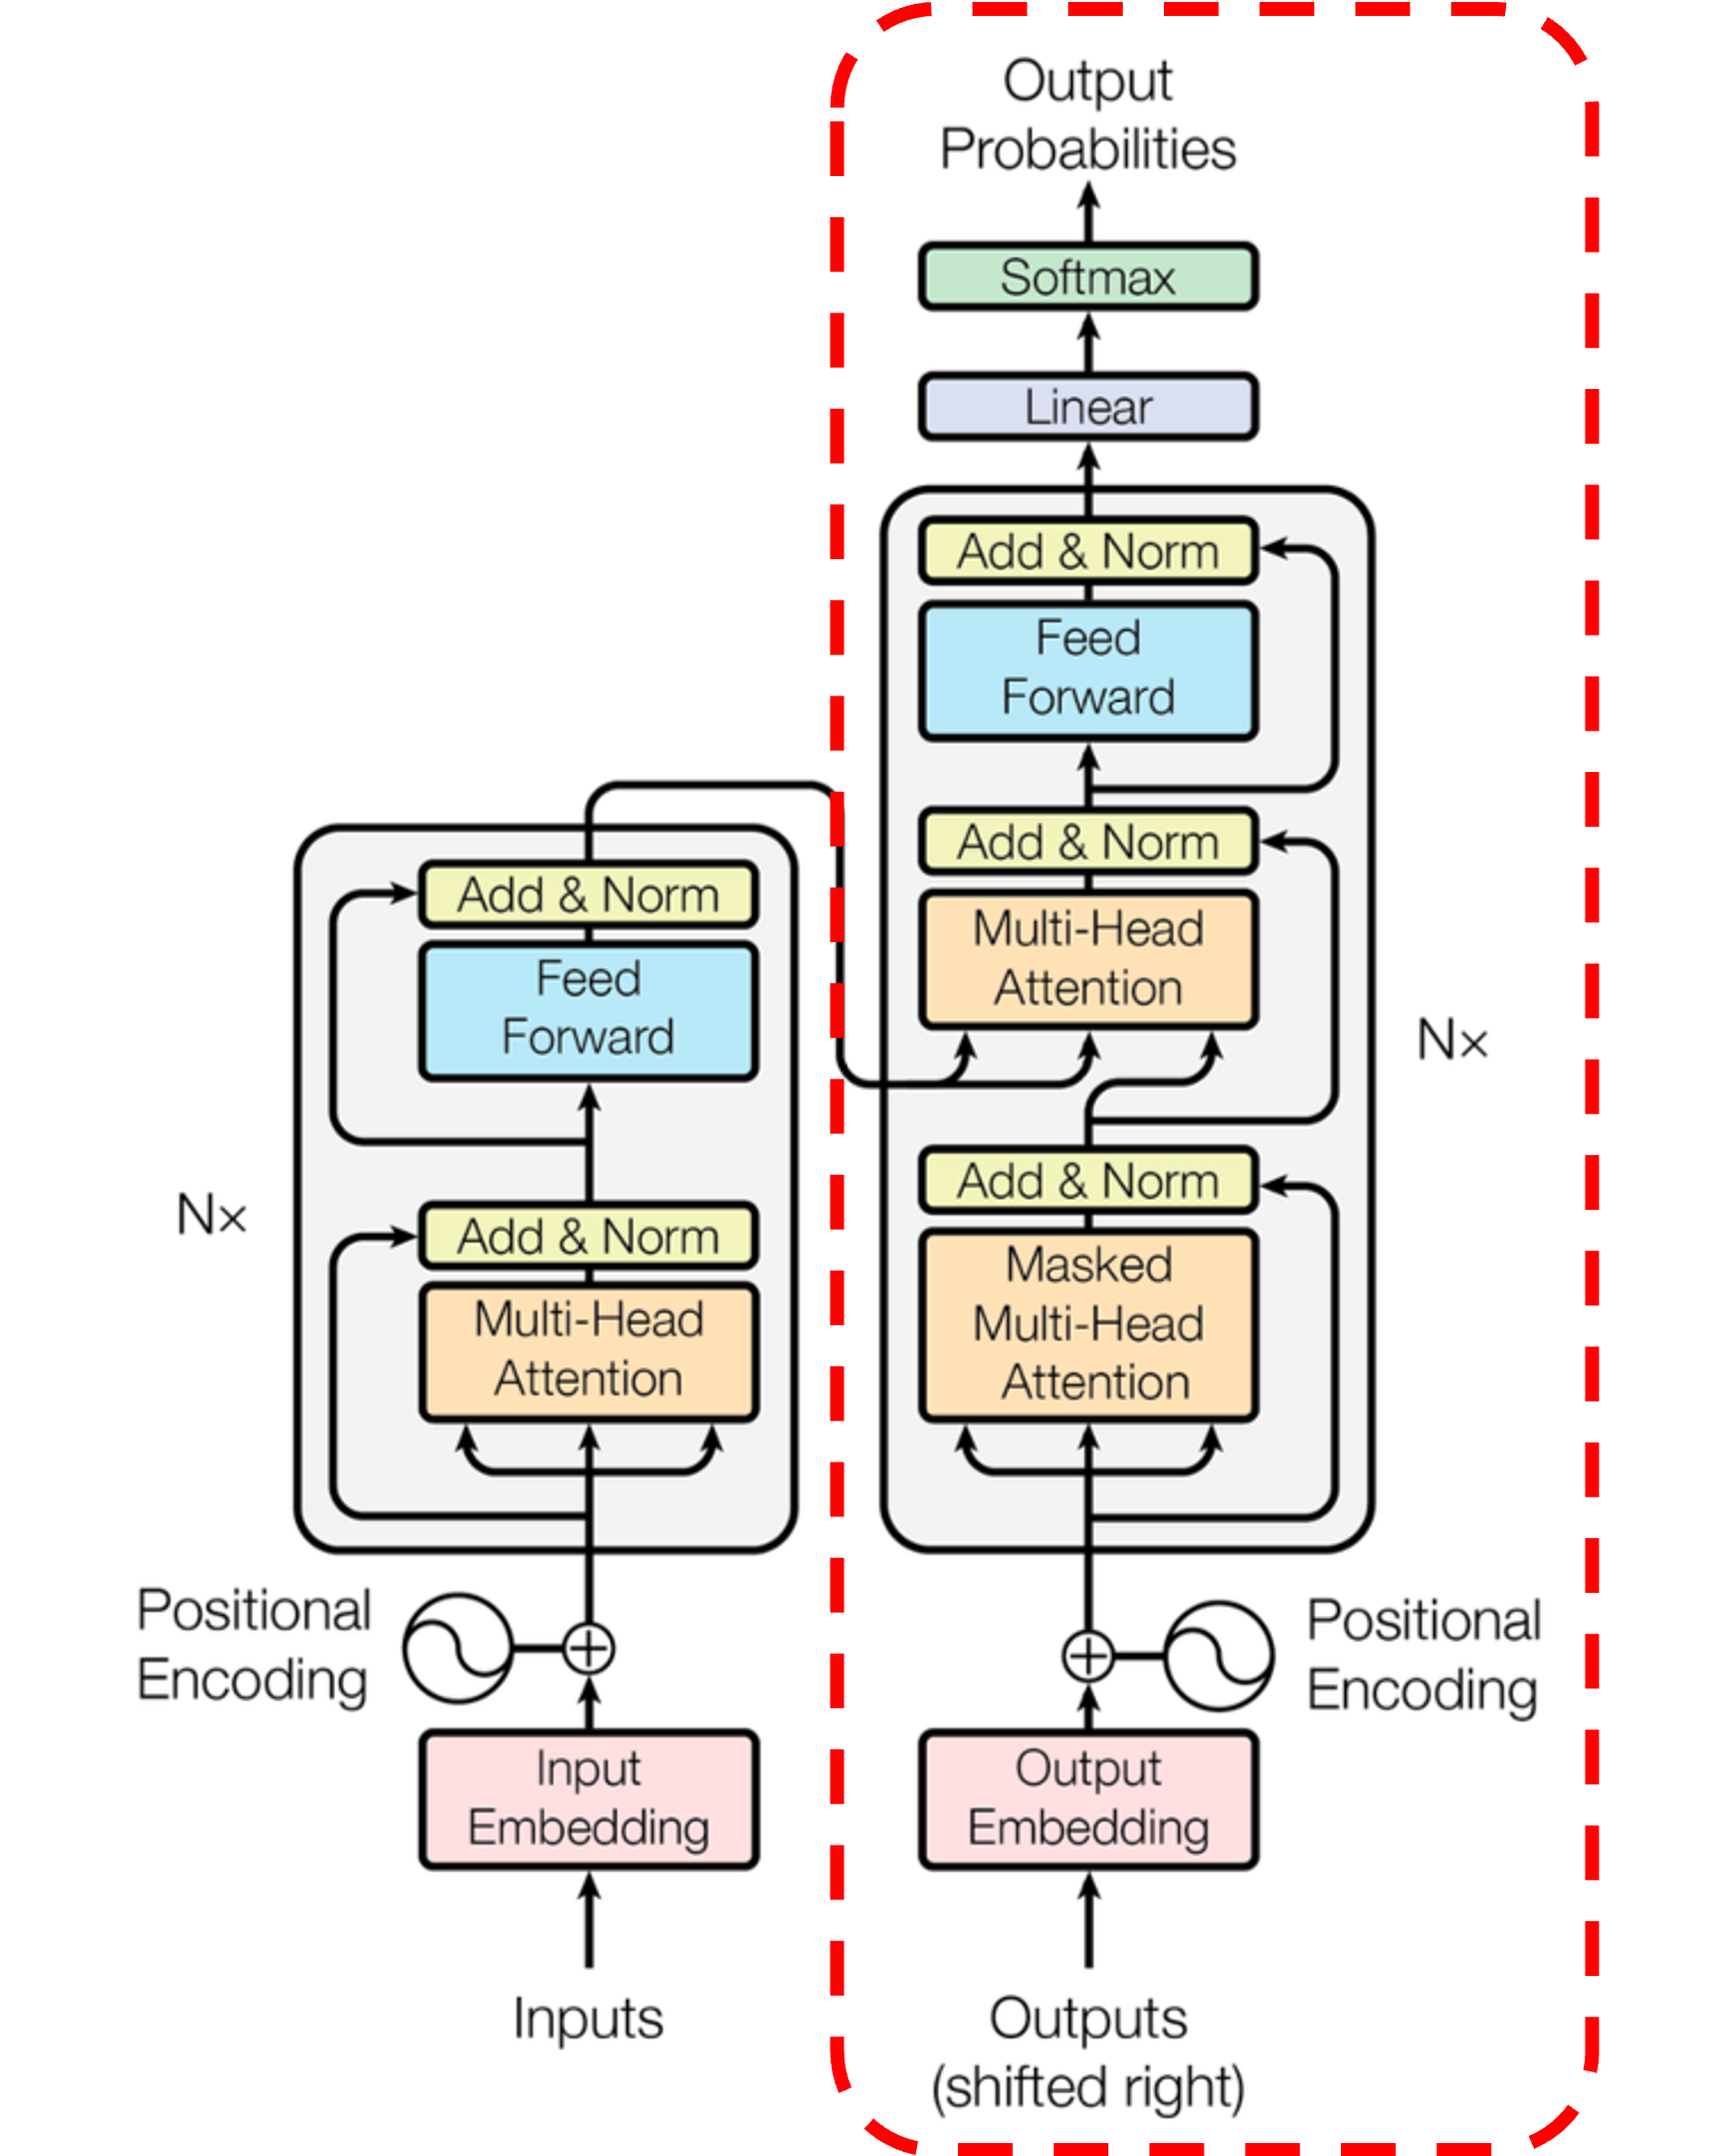 Output
Probabilities
Softmax
Linear
Add & Norm
Feed
Forward
Add & Norm
Multi-Head
Attention
N×
Add & Norm
Masked
Multi-Head
Attention
Positional
Encoding
Output
Embedding
Outputs
(shifted right)
Add & Norm
Feed
Forward
N×
Add & Norm
Multi-Head
Attention
Positional
Encoding
Input
Embedding
Inputs